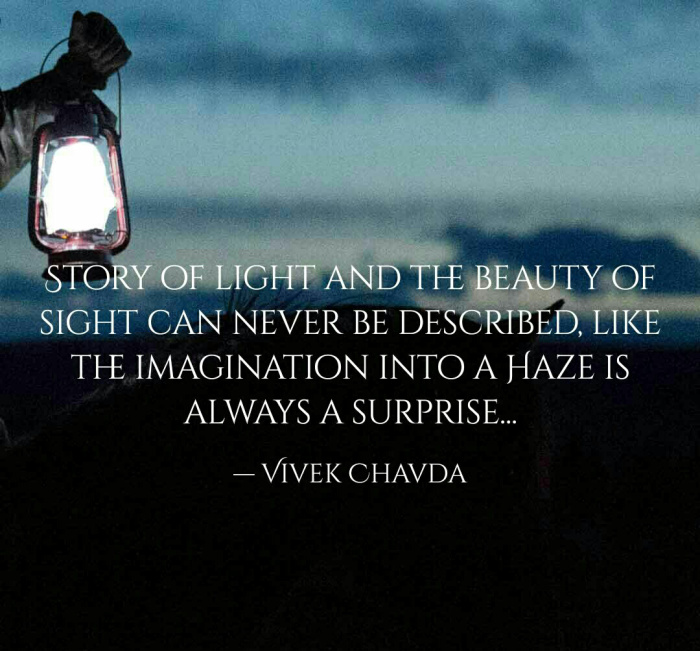 Story of light and the beauty of
sight can never be described, like
the imagination into a Haze is
always a surprise...
— Vivek Chavda